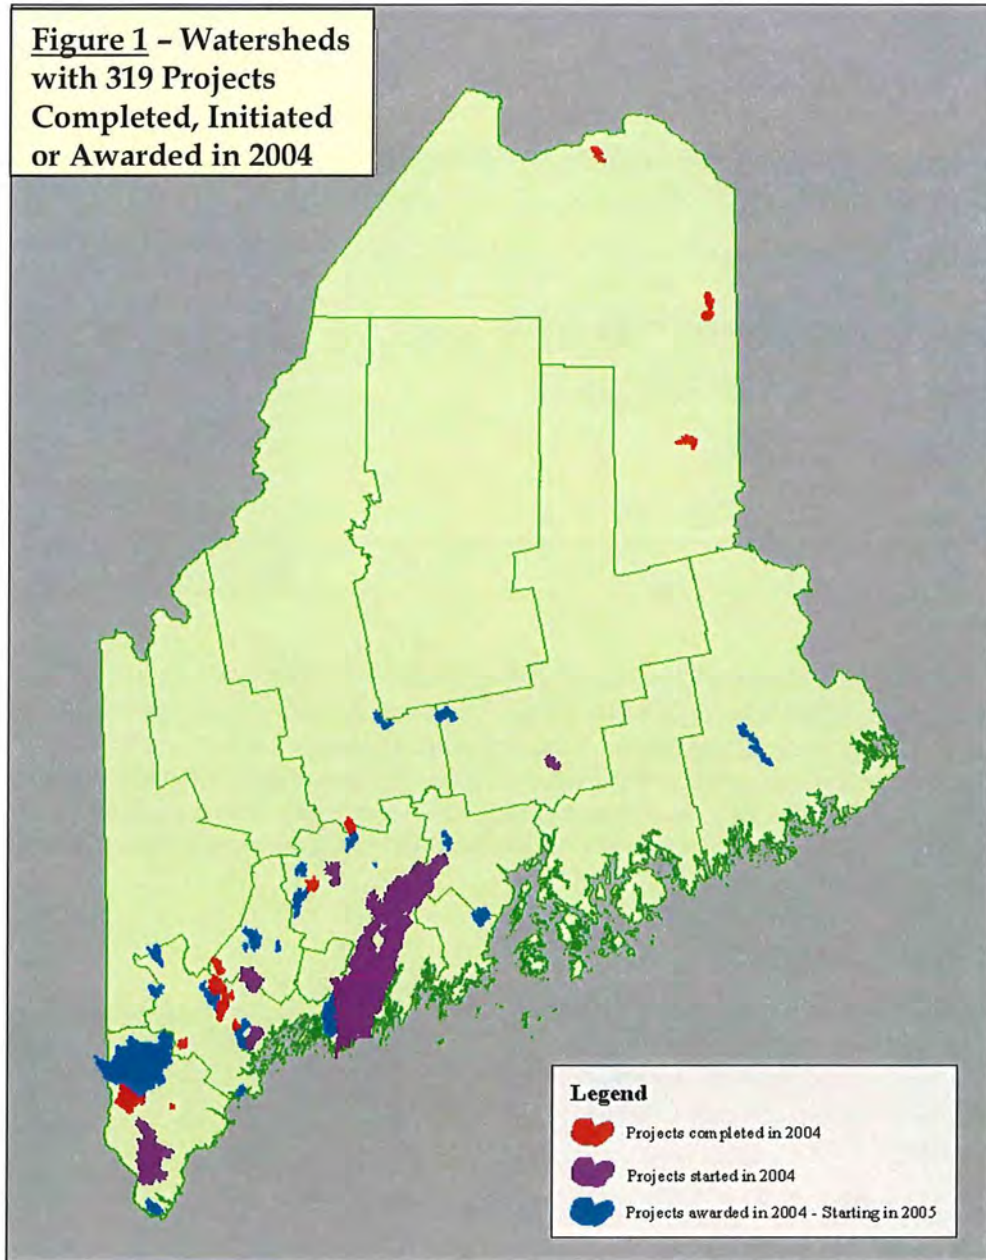 Figure 1 – Watersheds
with 319 Projects
Completed, Initiated
or Awarded in 2004
Legend
Projects completed in 2004
Projects started in 2004
Projects awarded in 2004 - Starting in 2005